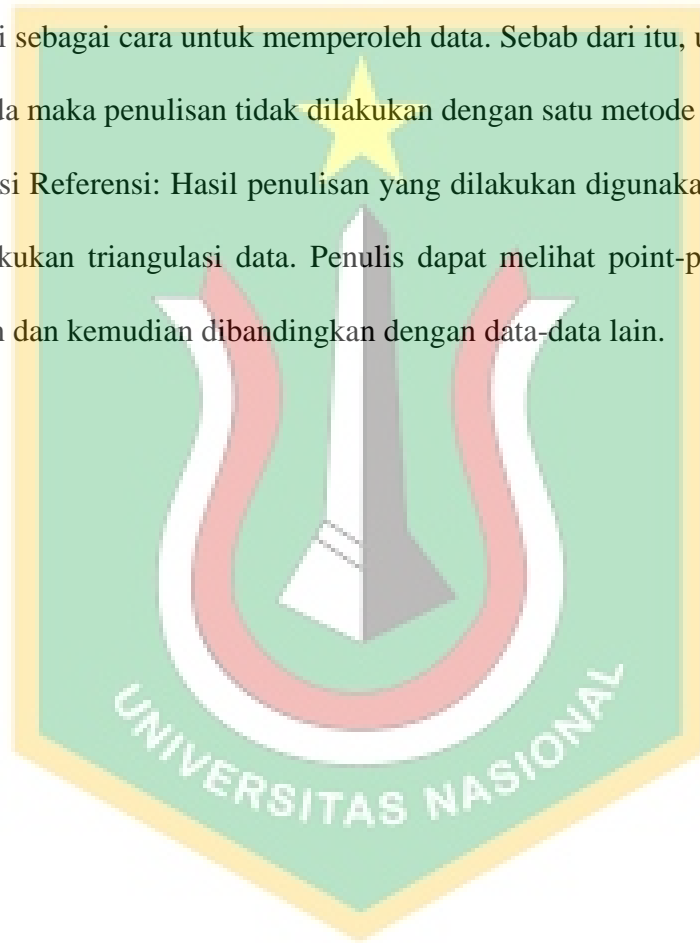 i sebagai cara untuk memperoleh data. Sebab dari itu, u
da maka penulisan tidak dilakukan dengan satu metode
si Referensi: Hasil penulisan yang dilakukan digunaka
kukan triangulasi data. Penulis dapat melihat point-p
n dan kemudian dibandingkan dengan data-data lain.
UNIVERSITAS NASIONAL